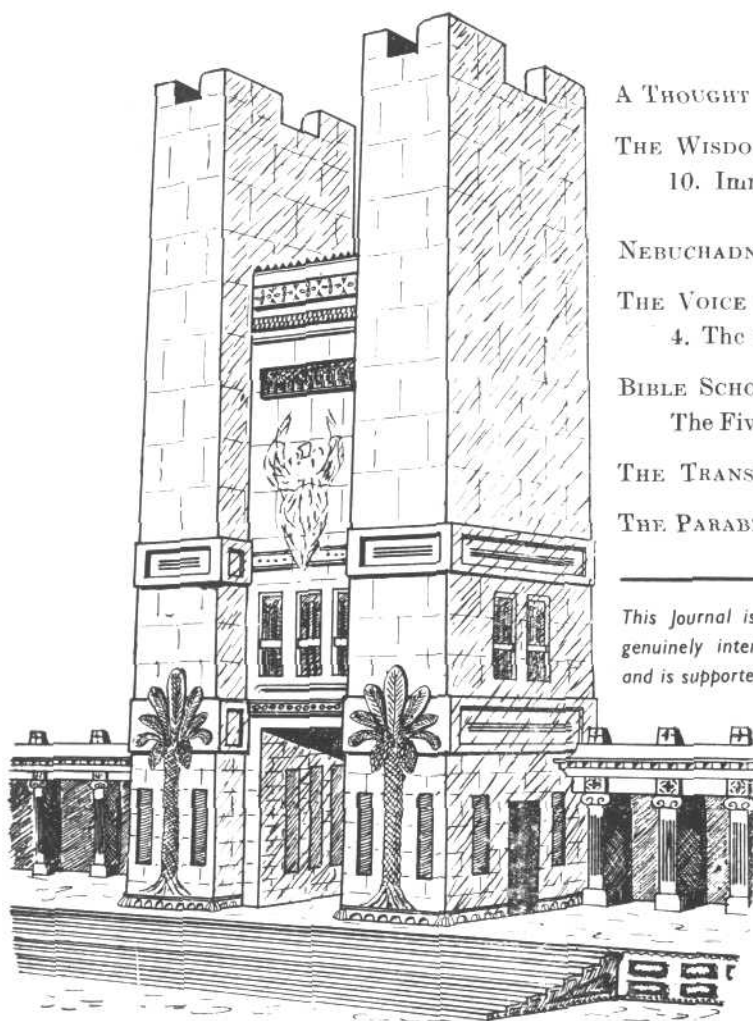 A THOUGHT
THE WISDO
10. Imm
NEBUCHADN
THE VOICE
4. The
BIBLE SCHO
The Fiv
THE TRANS
THE PARAB
This Journal is
genuinely inter
and is supporte